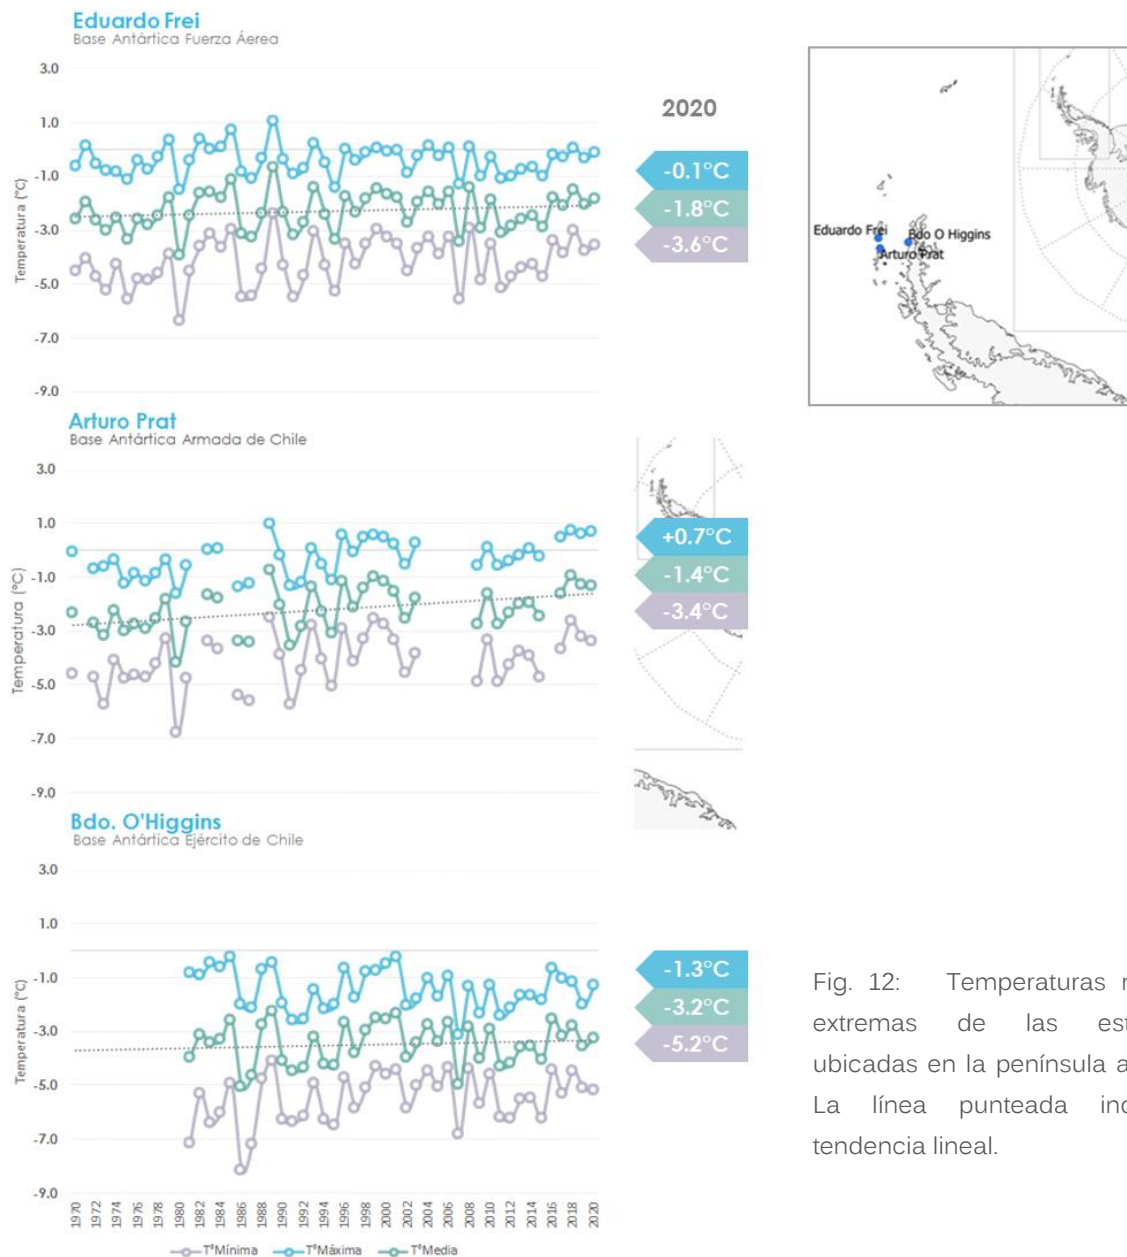 Eduardo Frei
Base Antártica Fuerza Áerea
Temperatura (°C)
3.0
1.0
-1.0
-3.0
-5.0
-7.0
-9.0
2020
-0.1°C
-1.8°C
-3.6°C
Eduardo Frei
Bdo O Higgins
Arturo Prat
Arturo Prat
Base Antártica Armada de Chile
Temperatura (°C)
3.0
1.0
-1.0
-3.0
-5.0
-7.0
-9.0
+0.7°C
-1.4°C
-3.4°C
Bdo. O'Higgins
Base Antártica Ejército de Chile
Temperatura (°C)
3.0
1.0
-1.0
-3.0
-5.0
-7.0
-9.0
-1.3°C
-3.2°C
-5.2°C
1970 1972 1974 1976 1978 1980 1982 1984 1986 1988 1990 1992 1994 1996 1998 2000 2002 2004 2006 2008 2010 2012 2014 2016 2018 2020
T°Mínima T°Máxima T°Media
Fig. 12: Temperaturas
extremas de las est
ubicadas en la península a
La línea punteada
tendencia lineal.